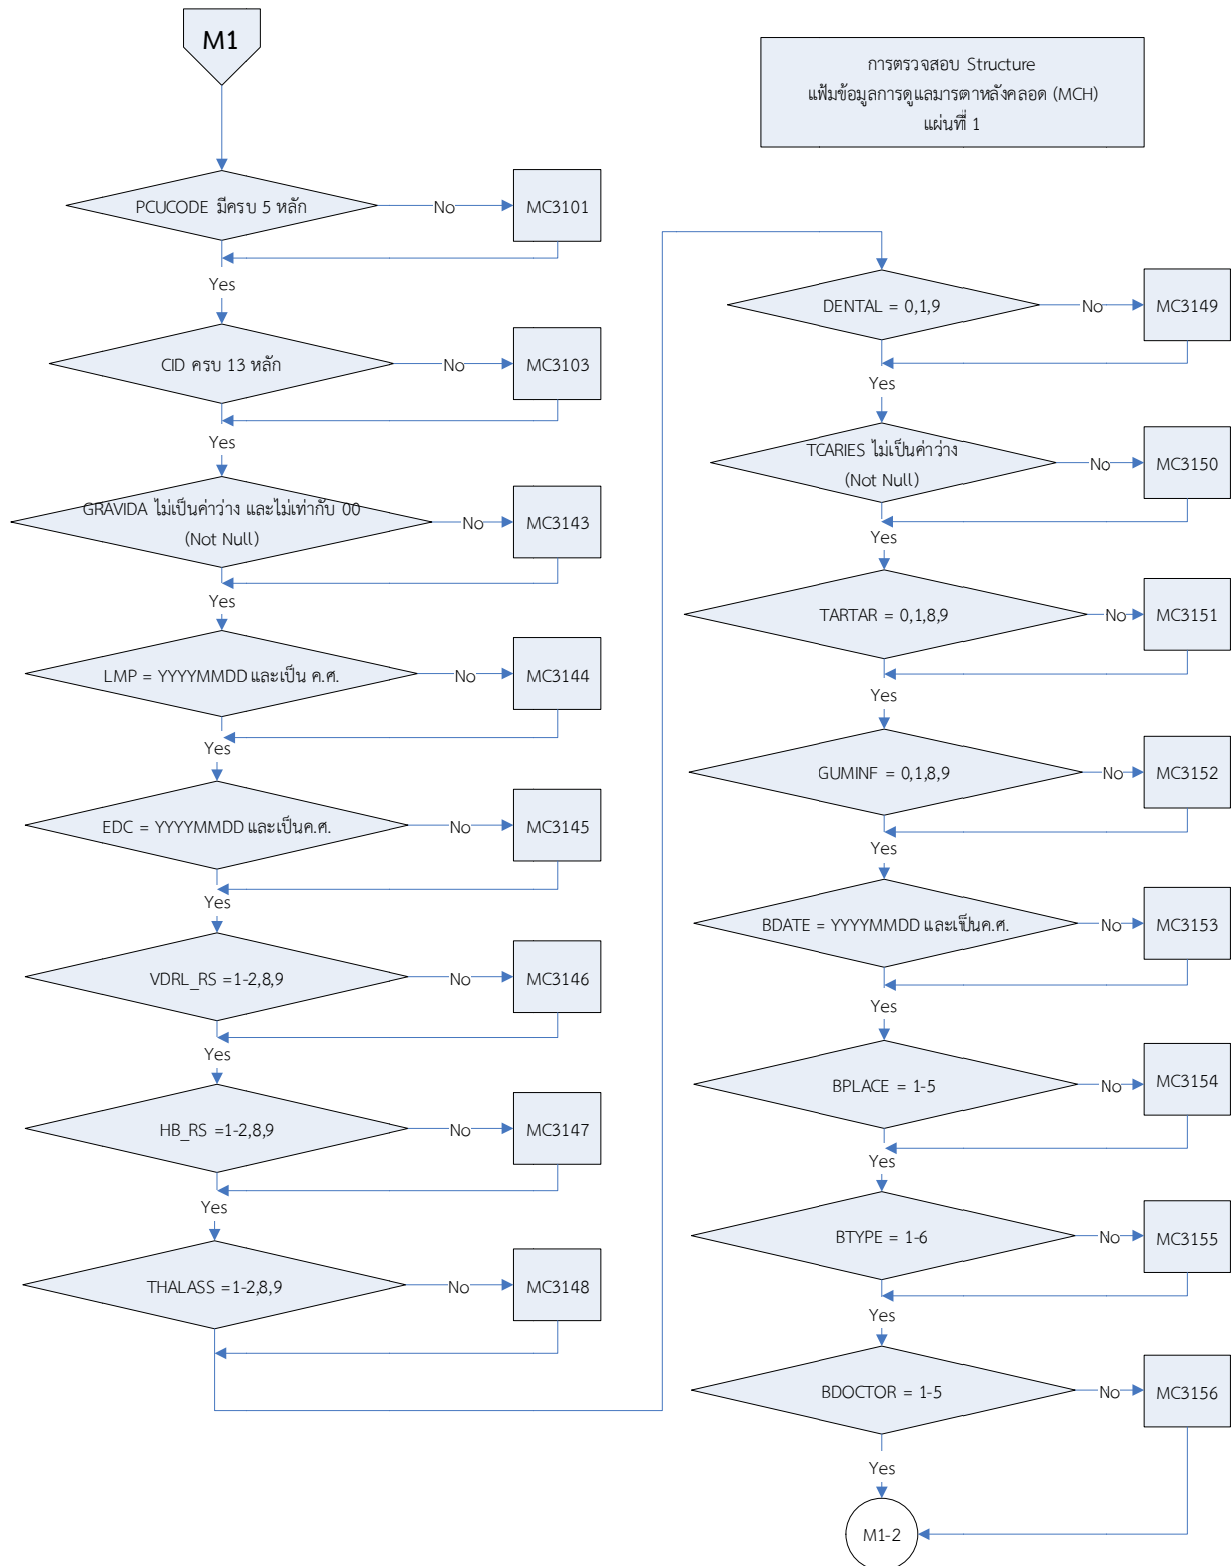 M1
การตรวจสอบ Structure
แฟ้มข้อมูลการดูแลมารดาหลังคลอด (MCH)
แผ่นที่ 1
PCUCODE มีครบ 5 หลัก
No
MC3101
Yes
CID ครบ 13 หลัก
No
MC3103
Yes
GRAVIDA ไม่เป็นค่าว่าง และไม่เท่ากับ 00
(Not Null)
No
MC3143
Yes
LMP = YYYYMMDD และเป็น ค.ศ.
No
MC3144
Yes
EDC = YYYYMMDD และเป็นค.ศ.
No
MC3145
Yes
VDRL_RS =1-2,8,9
No
MC3146
Yes
HB_RS =1-2,8,9
No
MC3147
Yes
THALASS =1-2,8,9
No
MC3148
DENTAL = 0,1,9
No
MC3149
Yes
TCARIES ไม่เป็นค่าว่าง
(Not Null)
No
MC3150
Yes
TARTAR = 0,1,8,9
No
MC3151
Yes
GUMINF = 0,1,8,9
No
MC3152
Yes
BDATE = YYYYMMDD และเป็นค.ศ.
No
MC3153
Yes
BPLACE = 1-5
No
MC3154
Yes
BTYPE = 1-6
No
MC3155
Yes
BDOCTOR = 1-5
No
MC3156
Yes
M1-2